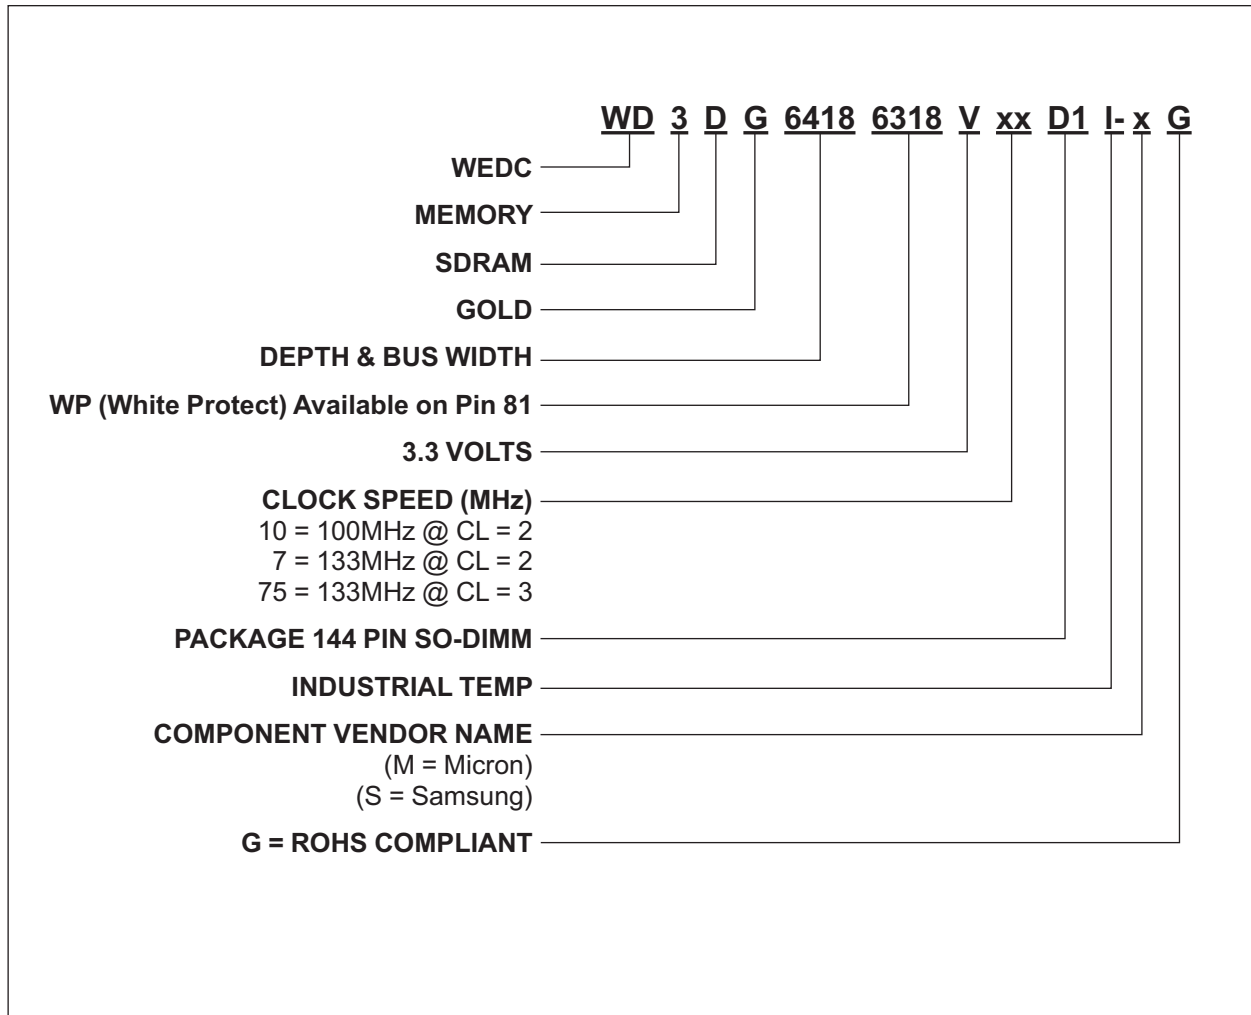 WD 3 D G 6418 6318 V xx D1 I- x G
WEDC
MEMORY
SDRAM
GOLD
DEPTH & BUS WIDTH
WP (White Protect) Available on Pin 81
3.3 VOLTS
CLOCK SPEED (MHz)
10 = 100MHz @ CL = 2
7 = 133MHz @ CL = 2
75 = 133MHz @ CL = 3
PACKAGE 144 PIN SO-DIMM
INDUSTRIAL TEMP
COMPONENT VENDOR NAME
(M = Micron)
(S = Samsung)
G = ROHS COMPLIANT